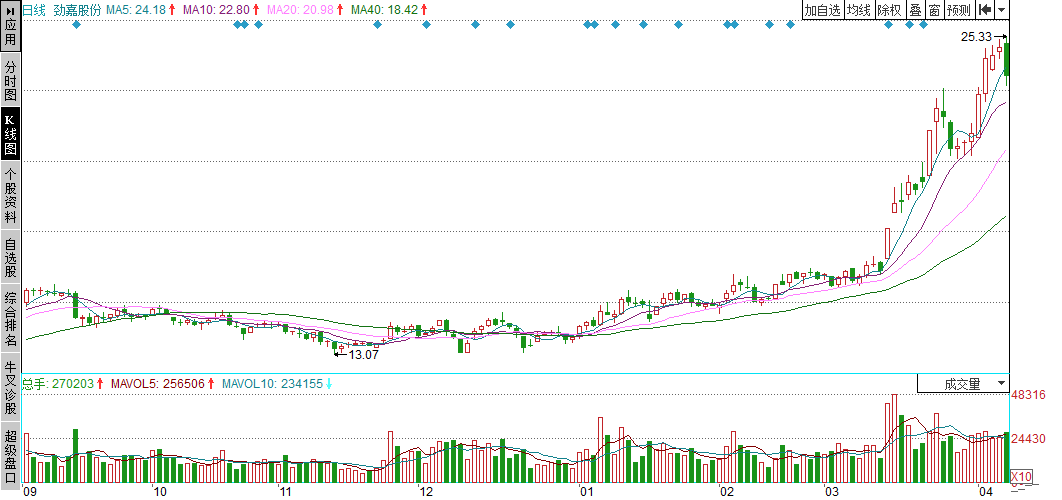 日线 劲嘉股份 MA5: 24.18 MA10: 22.80 MA20: 20.98 MA40: 18.42
加自选 均线 除权 叠 窗 预测
应用
分时图
K线图
个股资料
自选股
综合排名
牛叉诊股
超级盘口
25.33
13.07
总手: 270203 MAVOL5: 256506 MAVOL10: 234155
成交量
48316
24430
X10
09 10 11 12 01 02 03 04